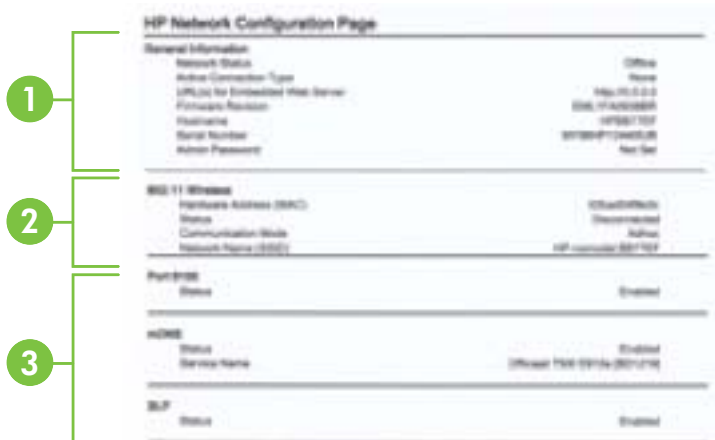 HP Network Configuration Page
General Information
Network Status Offline
Active Connection Type None
URL(s) for Embedded Web Server
Firmware Revision
Hostname
Serial Number
Admin Password Not Set
1
802.11 Wireless
Hardware Address (MAC)
Status Disconnected
Communication Mode Adhoc
Network Name (SSID)
2
Port 9100
Status Enabled
mDNS
Status Enabled
Service Name
3
SLP
Status Enabled